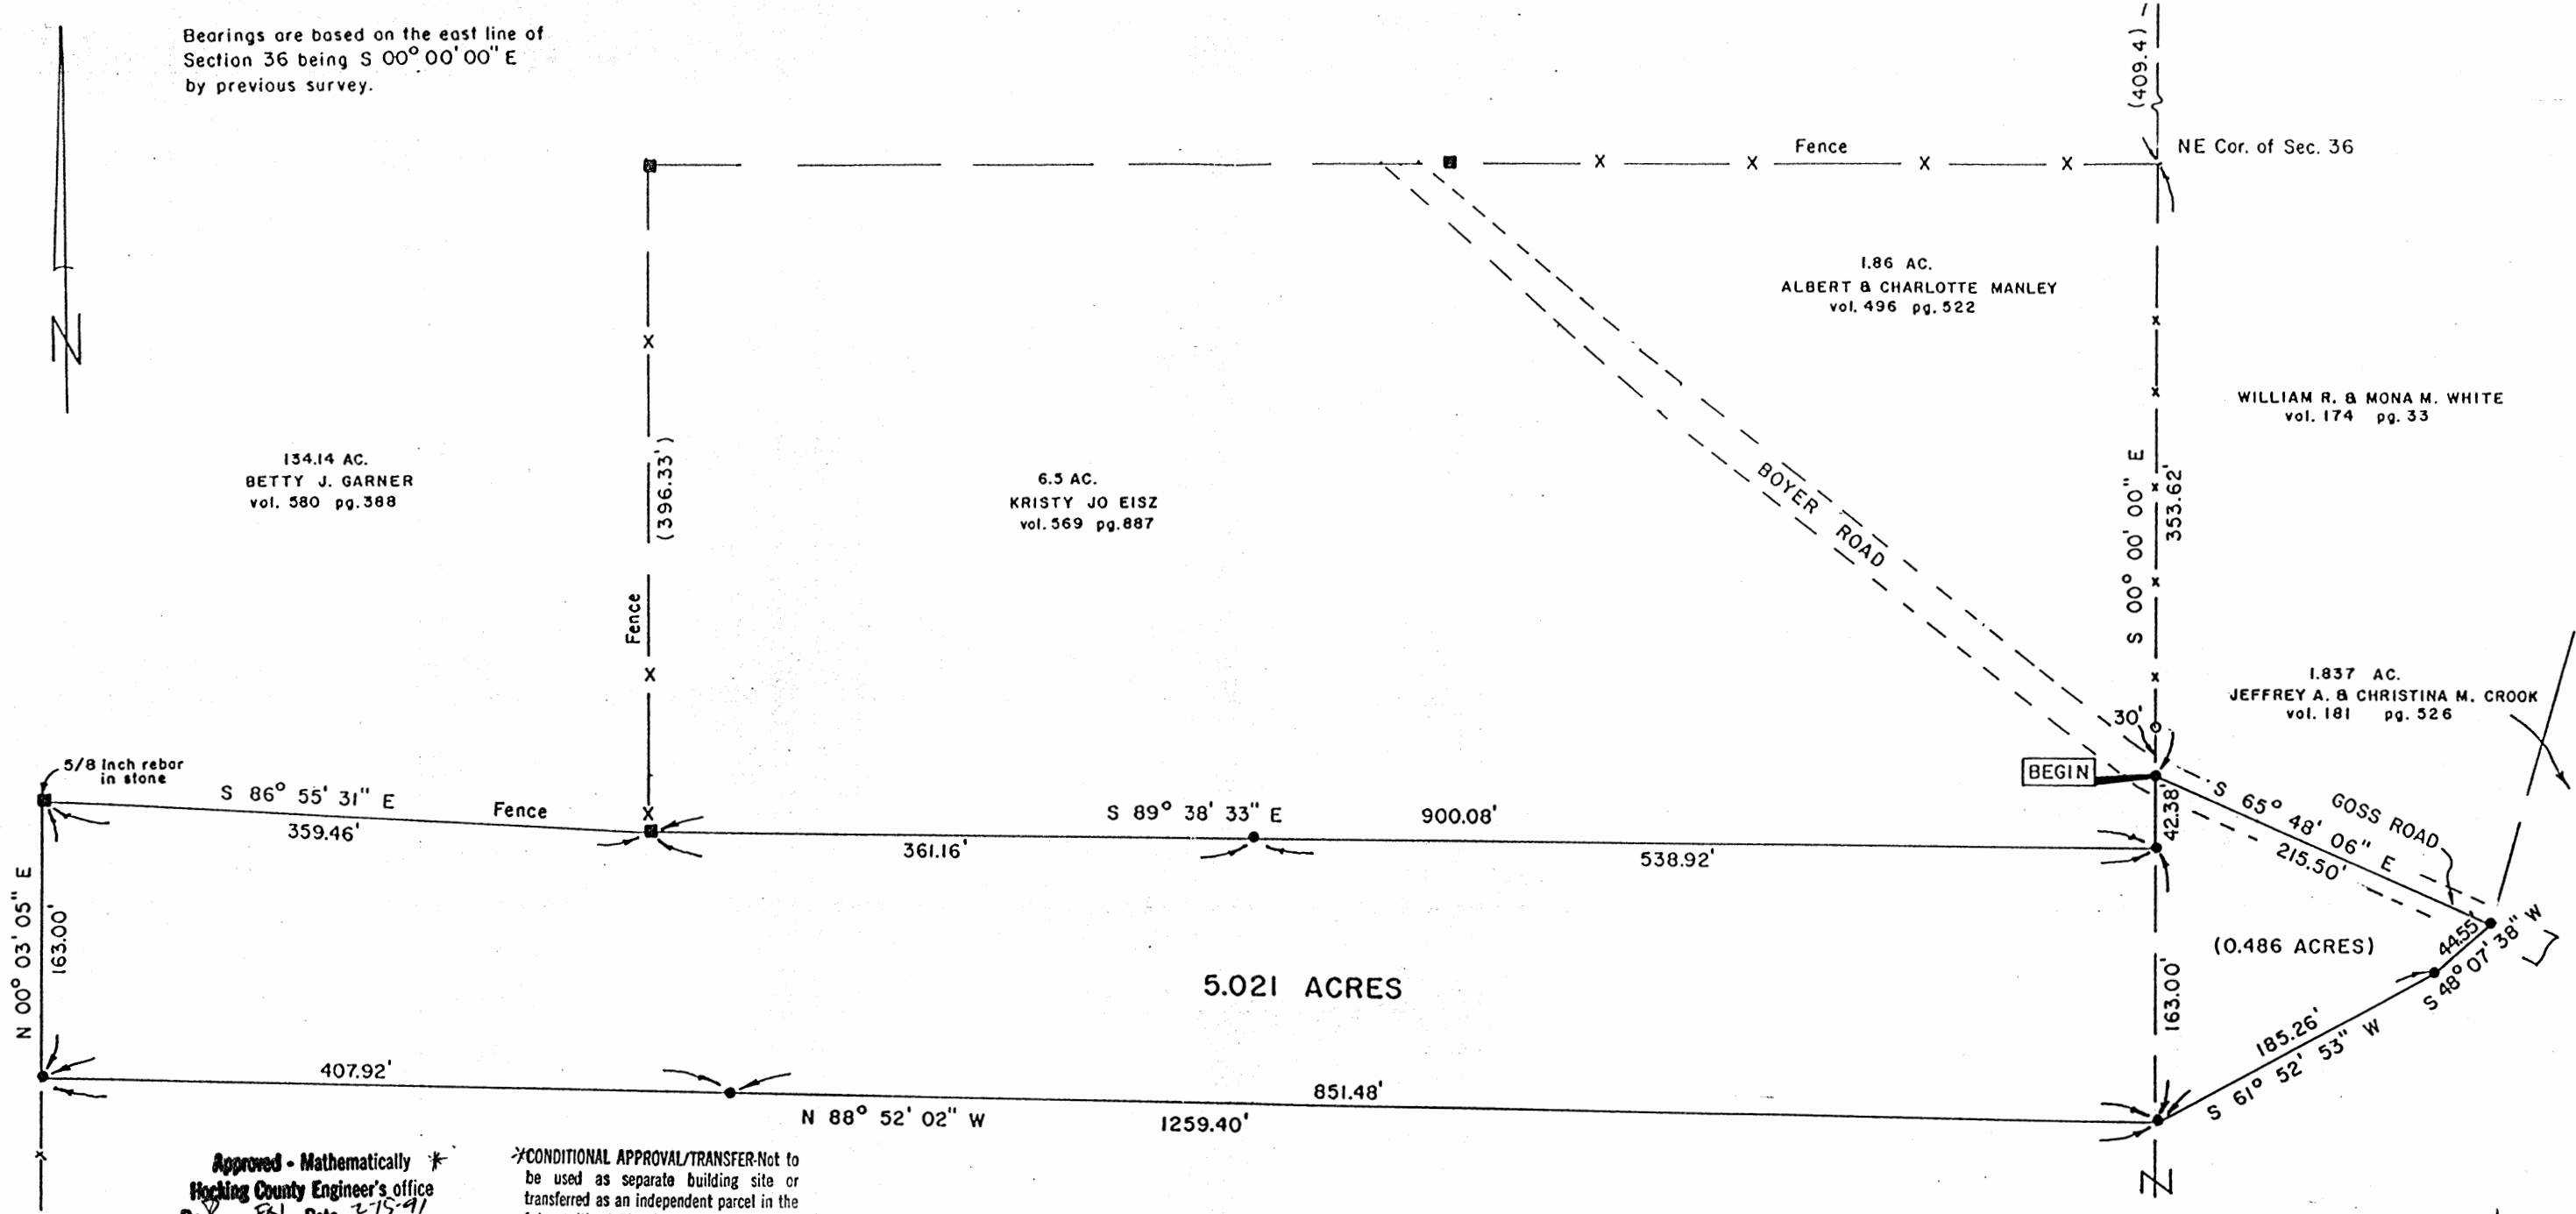 Bearings are based on the east line of
Section 36 being S 00° 00' 00" E
by previous survey.
N
(409.4)
Fence
NE Cor. of Sec. 36
1.86 AC.
ALBERT & CHARLOTTE MANLEY
vol. 496 pg. 522
WILLIAM R. & MONA M. WHITE
vol. 174 pg. 33
134.14 AC.
BETTY J. GARNER
vol. 580 pg. 388
(396.33')
Fence
6.5 AC.
KRISTY JO EISZ
vol. 569 pg. 887
BOYER ROAD
S 00° 00' 00" E
353.62'
1.837 AC.
JEFFREY A. & CHRISTINA M. CROOK
vol. 181 pg. 526
30'
BEGIN
42.38'
5/8 Inch rebar
in stone
S 86° 55' 31" E
Fence
359.46'
S 89° 38' 33" E
900.08'
361.16'
538.92'
S 65° 48' 06" E
215.50'
GOSS ROAD
44.55'
S 48° 07' 38" W
(0.486 ACRES)
N 00° 03' 05" E
163.00'
5.021 ACRES
163.00'
185.26'
S 61° 52' 53" W
407.92'
851.48'
N 88° 52' 02" W
1259.40'
Approved - Mathematically *
Hocking County Engineer's office
Date 2-15-91
*CONDITIONAL APPROVAL/TRANSFER-Not to
be used as separate building site or
transferred as an independent parcel in the